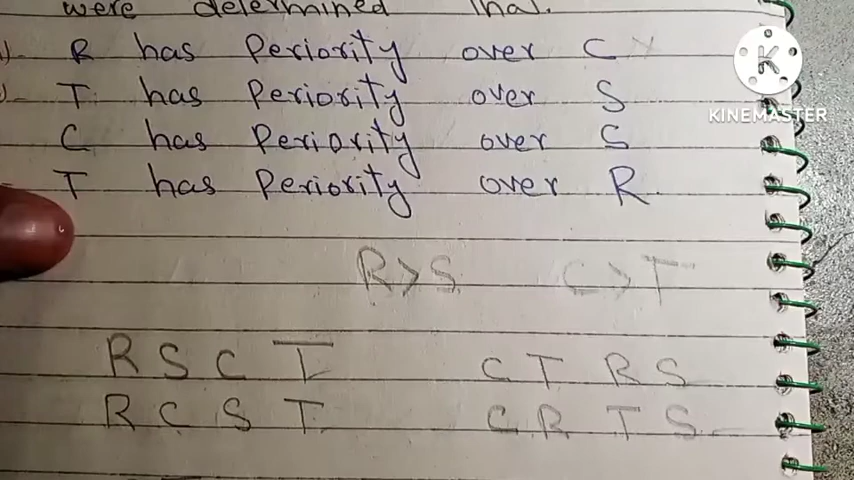 were determined that.
R has Periority over C ×
T has Periority over S
C has Periority over S
T has Periority over R.
R>S C>T
R S C T C T R S
R C S T C R T S
K
KINEMASTER